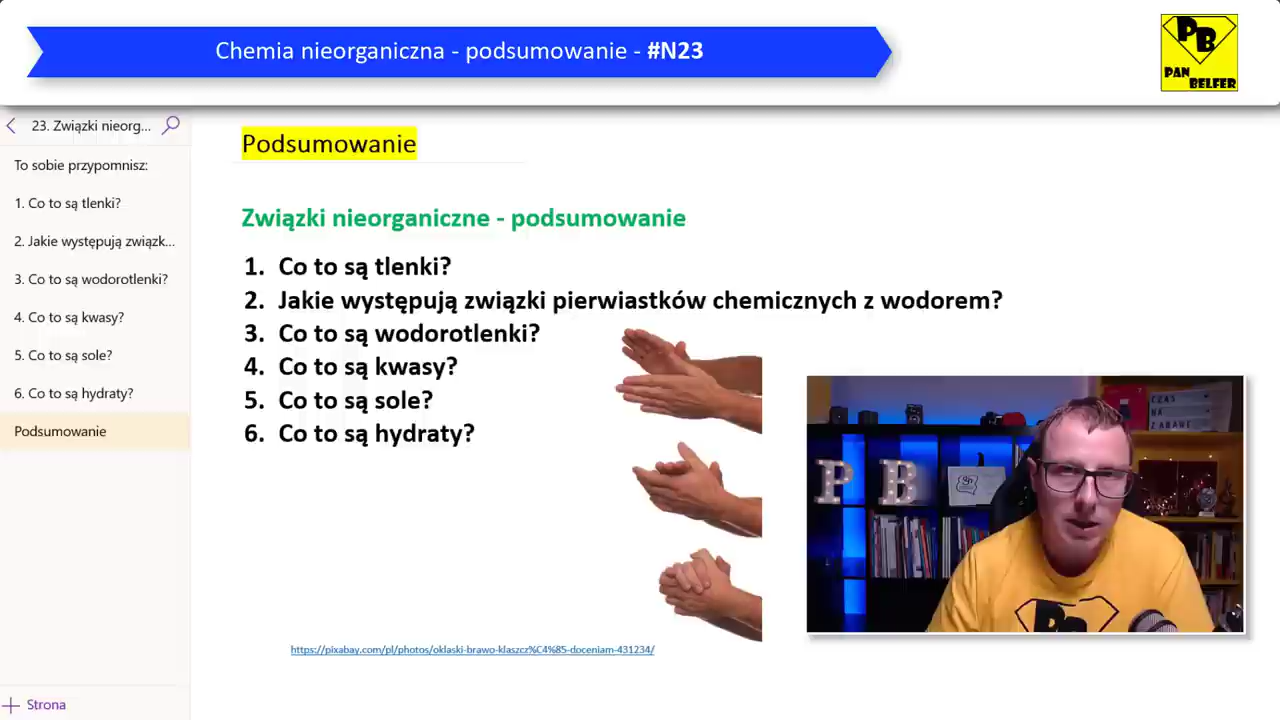 Chemia nieorganiczna - podsumowanie - #N23
PB
PAN
BELFER
23. Związki nieorg...
To sobie przypomnisz:
1. Co to są tlenki?
2. Jakie występują związk...
3. Co to są wodorotlenki?
4. Co to są kwasy?
5. Co to są sole?
6. Co to są hydraty?
Podsumowanie
Strona
Podsumowanie
Związki nieorganiczne - podsumowanie
1. Co to są tlenki?
2. Jakie występują związki pierwiastków chemicznych z wodorem?
3. Co to są wodorotlenki?
4. Co to są kwasy?
5. Co to są sole?
6. Co to są hydraty?
https://pixabay.com/pl/photos/oklaski-brawo-klaszcz%C4%85-doceniam-431234/
CZAS
NA
ZABAWĘ
P B
PB